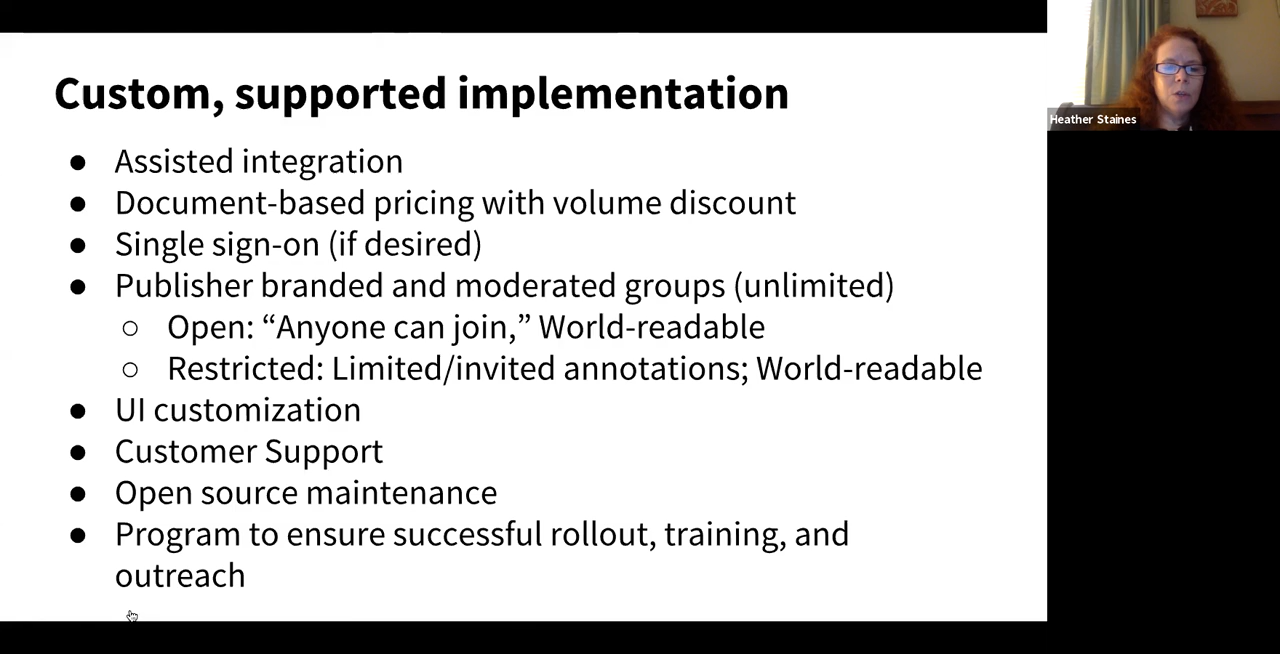 Custom, supported implementation
Heather Staines
● Assisted integration
● Document-based pricing with volume discount
● Single sign-on (if desired)
● Publisher branded and moderated groups (unlimited)
○ Open: “Anyone can join,” World-readable
○ Restricted: Limited/invited annotations; World-readable
● UI customization
● Customer Support
● Open source maintenance
● Program to ensure successful rollout, training, and
outreach